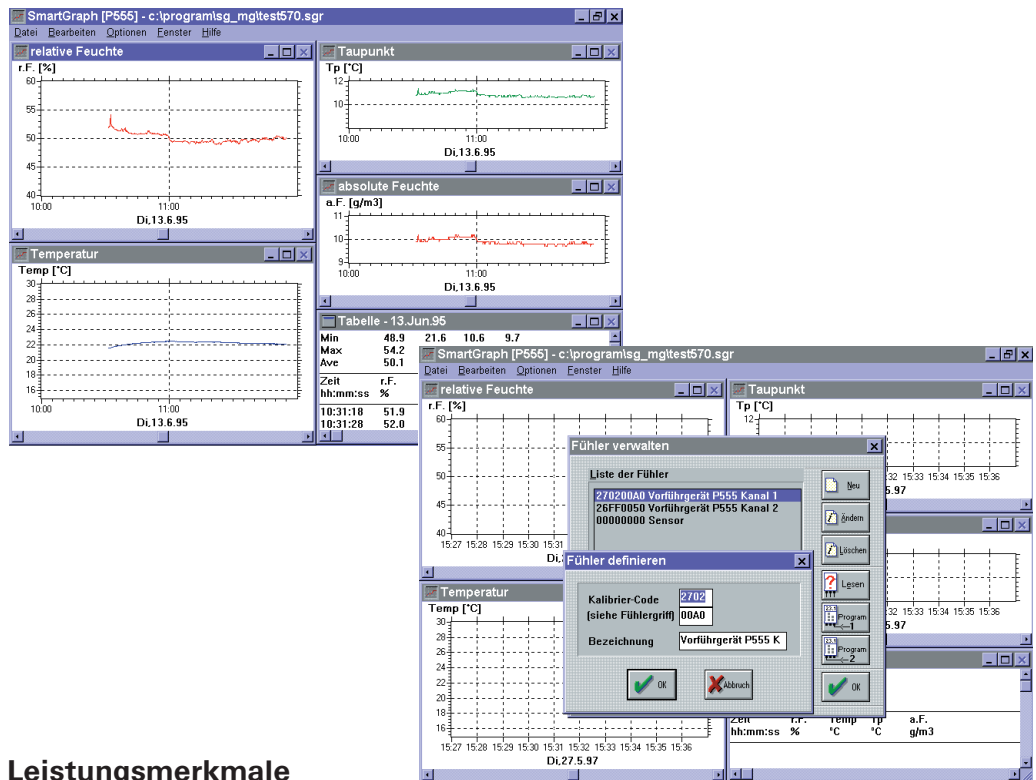 SmartGraph [P555] - c:\program\sg_mg\test570.sgr
Datei Bearbeiten Optionen Fenster Hilfe
relative Feuchte
r.F. [%]
60
55
50
45
40
10:00 11:00
Di,13.6.95
Taupunkt
Tp [°C]
12
10
10:00 11:00
Di,13.6.95
absolute Feuchte
a.F. [g/m3]
11
10
9
10:00 11:00
Di,13.6.95
Temperatur
Temp [°C]
30
28
26
24
22
20
18
16
10:00 11:00
Di,13.6.95
Tabelle - 13.Jun.95
Min 48.9 21.6 10.6 9.7
Max 54.2
Ave 50.1
Zeit r.F.
hh:mm:ss %
10:31:18 51.9
10:31:28 52.0
SmartGraph [P555] - c:\program\sg_mg\test570.sgr
Datei Bearbeiten Optionen Fenster Hilfe
relative Feuchte
r.F. [%]
60
55
50
45
40
15:27 15:28 15:29 15:30 15:31
Di,
Taupunkt
Tp [°C]
12
:32 15:33 15:34 15:35 15:36
5.97
:32 15:33 15:34 15:35 15:36
5.97
Fühler verwalten
Liste der Fühler
270200A0 Vorführgerät P555 Kanal 1
26FF0050 Vorführgerät P555 Kanal 2
00000000 Sensor
Neu
Ändern
Löschen
Lesen
Program
1
Program
2
OK
Fühler definieren
Kalibrier-Code 2702
(siehe Fühlergriff) 00A0
Bezeichnung Vorführgerät P555 K
OK
Abbruch
Temperatur
Temp [°C]
30
28
26
24
22
20
18
16
15:27 15:28 15:29 15:30 15:31 15:32 15:33 15:34 15:35 15:36
Di,27.5.97
Zeit r.F. Temp Tp a.F.
hh:mm:ss % °C °C g/m3
Leistungsmerkmale